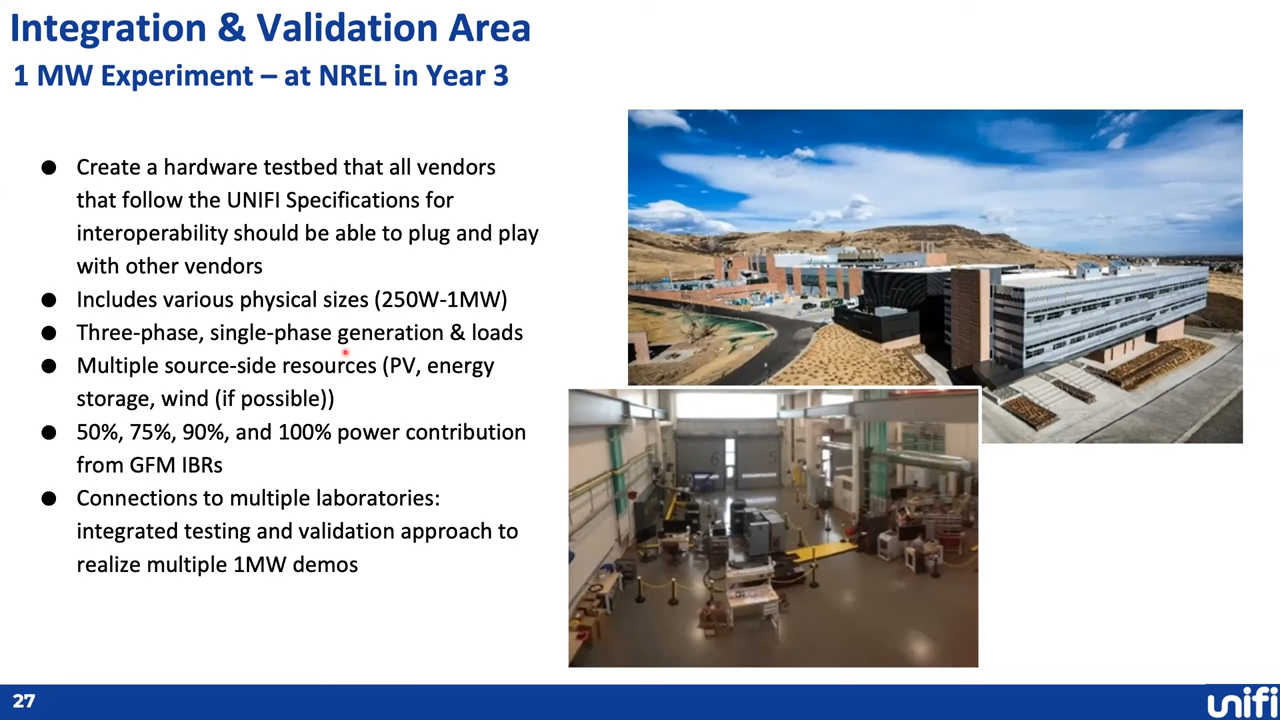 Integration & Validation Area
1 MW Experiment – at NREL in Year 3
● Create a hardware testbed that all vendors
that follow the UNIFI Specifications for
interoperability should be able to plug and play
with other vendors
● Includes various physical sizes (250W-1MW)
● Three-phase, single-phase generation & loads
● Multiple source-side resources (PV, energy
storage, wind (if possible))
● 50%, 75%, 90%, and 100% power contribution
from GFM IBRs
● Connections to multiple laboratories:
integrated testing and validation approach to
realize multiple 1MW demos
6
5
27
unifi